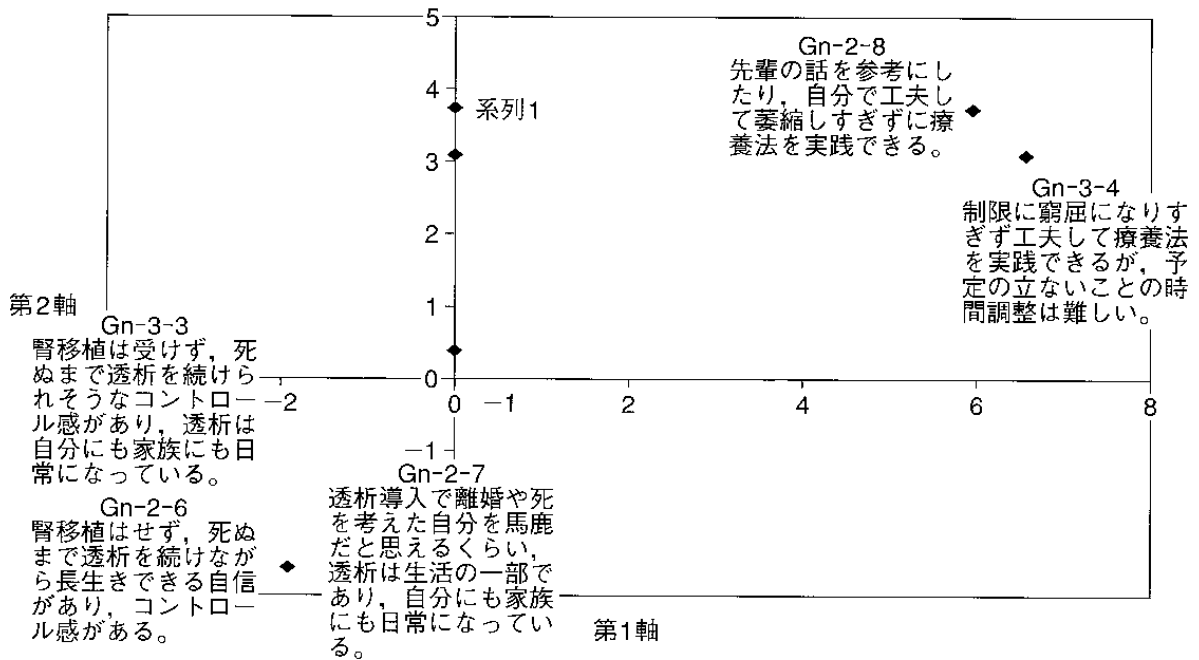 5
4
3
2
1
0
−1
−2
0
−1
2
4
6
8
系列1
第2軸
第1軸
Gn-2-8
先輩の話を参考にし
たり，自分で工夫し
て萎縮しすぎずに療
養法を実践できる。
Gn-3-4
制限に窮屈になりす
ぎず工夫して療養法
を実践できるが，予
定の立ないことの時
間調整は難しい。
Gn-3-3
腎移植は受けず，死
ぬまで透析を続けら
れそうなコントロー
ル感があり，透析は
自分にも家族にも日
常になっている。
Gn-2-6
腎移植はせず，死ぬ
まで透析を続けなが
ら長生きできる自信
があり，コントロー
ル感がある。
Gn-2-7
透析導入で離婚や死
を考えた自分を馬鹿
だと思えるくらい，
透析は生活の一部で
あり，自分にも家族
にも日常になってい
る。